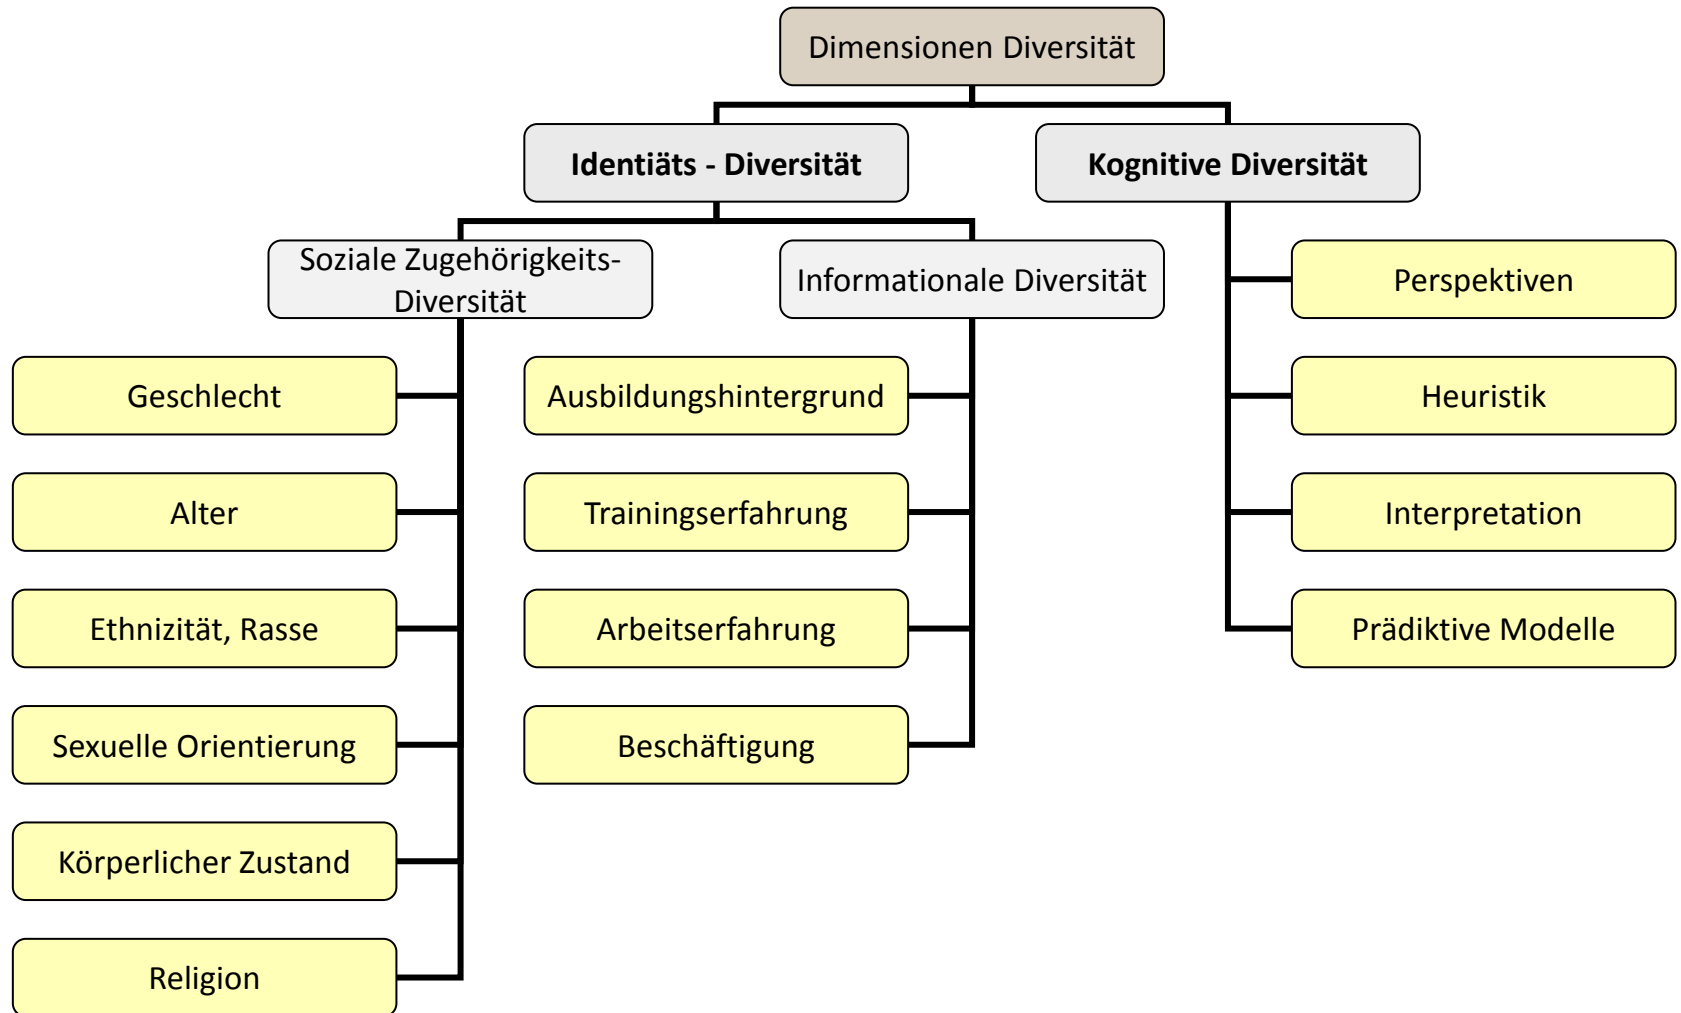 Dimensionen Diversität
Identiäts - Diversität
Kognitive Diversität
Soziale Zugehörigkeits-
Diversität
Informationale Diversität
Perspektiven
Geschlecht
Ausbildungshintergrund
Heuristik
Alter
Trainingserfahrung
Interpretation
Ethnizität, Rasse
Arbeitserfahrung
Prädiktive Modelle
Sexuelle Orientierung
Beschäftigung
Körperlicher Zustand
Religion